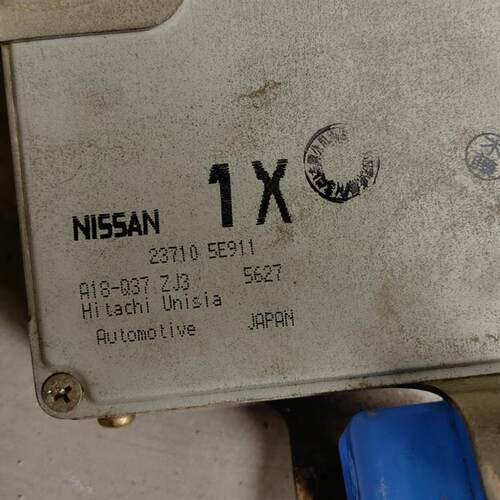 1X
NISSAN
23710 5E911
A18-Q37 ZJ3 5627
Hitachi Unisia
Automotive JAPAN